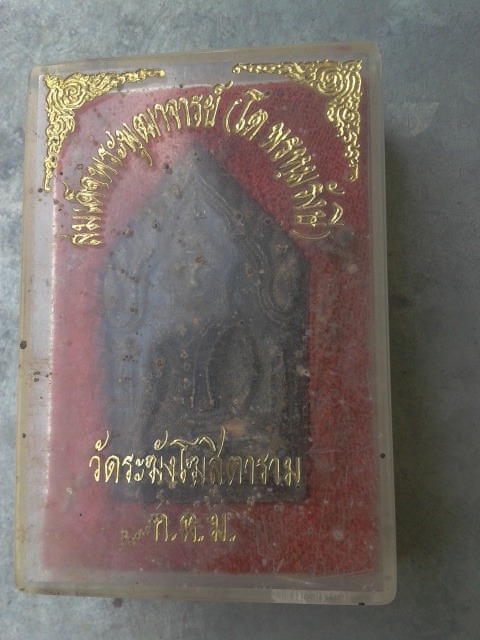 สมเด็จพระพุฒาจารย์ (โต พรหมรังสี)
วัดระฆังโฆสิตาราม
ก.ท.ม.